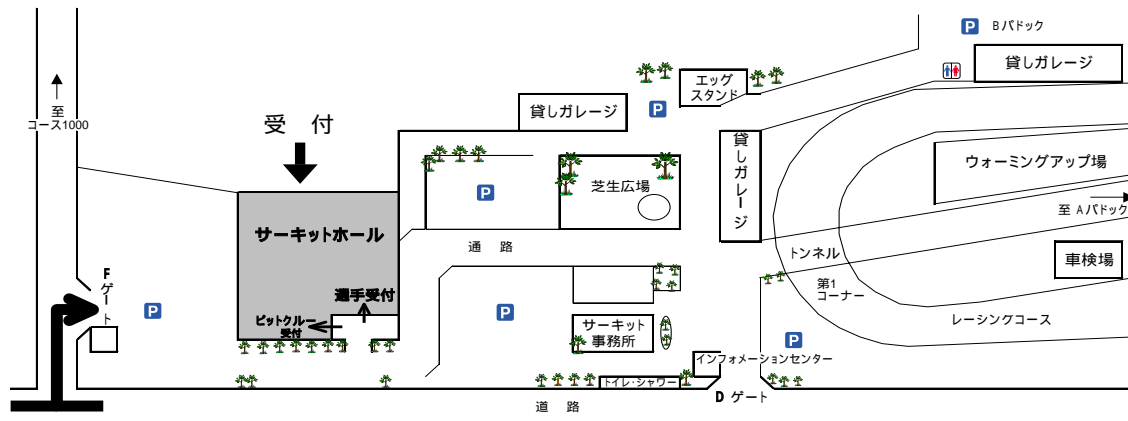 P Bパドック
貸しガレージ
エッグ
スタンド
至
コース1000
受 付
貸しガレージ
P
貸しガレージ
ウォーミングアップ場
芝生広場
P
至 Aパドック
サーキットホール
通 路
トンネル
車検場
Fゲート
選手受付
第1
コーナー
P
P
ピットクルー
受付
サーキット
事務所
レーシングコース
P
インフォメーションセンター
トイレ・シャワー
D ゲート
道 路